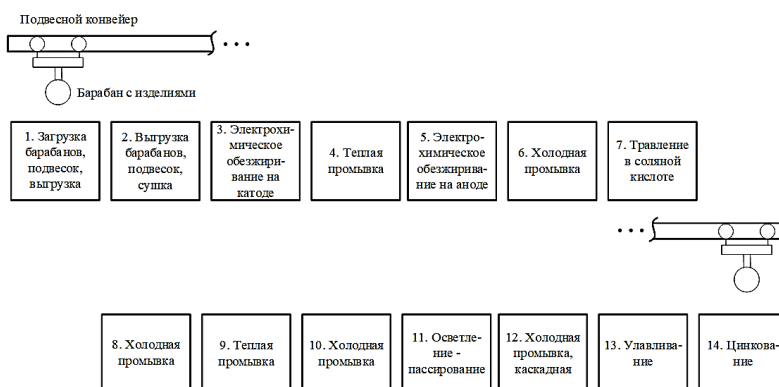 Подвесной конвейер
Барабан с изделиями
1. Загрузка
барабанов,
подвесок,
выгрузка
2. Выгрузка
барабанов,
подвесок,
сушка
3. Электрохи-
мическое
обезжири-
вание на
катоде
4. Теплая
промывка
5. Электро-
химическое
обезжирива-
ние на аноде
6. Холодная
промывка
7. Травление
в соляной
кислоте
8. Холодная
промывка
9. Теплая
промывка
10. Холодная
промывка
11. Осветле-
ние -
пассирование
12. Холодная
промывка,
каскадная
13. Улавлива-
ние
14. Цинкова-
ние